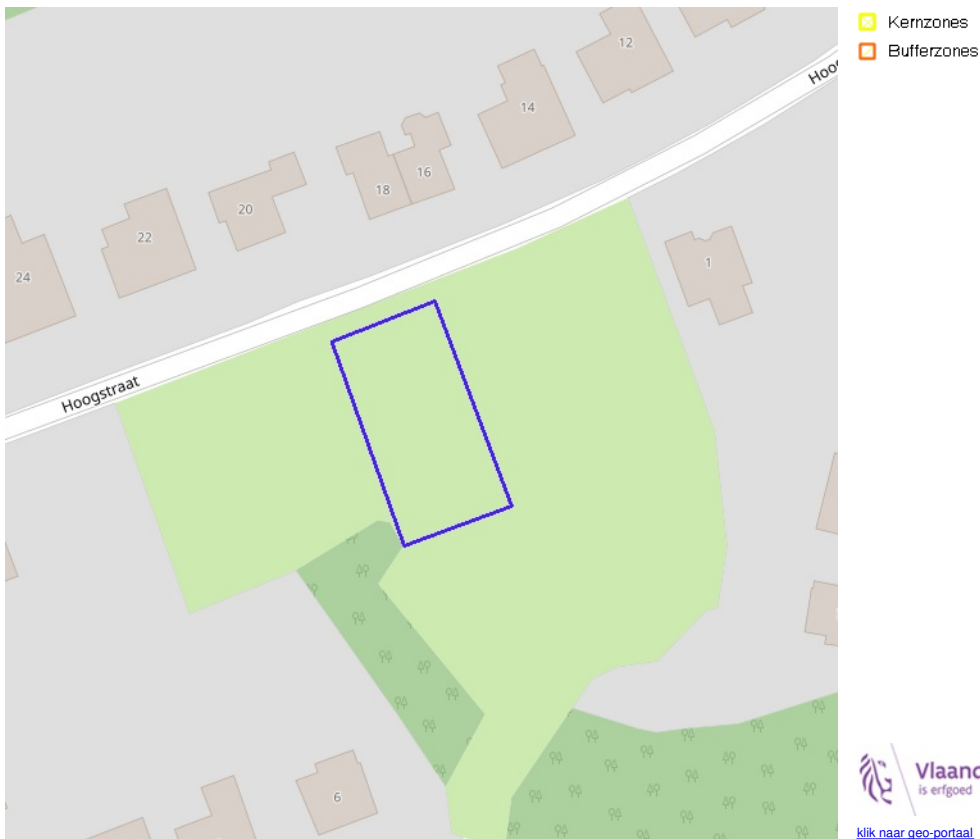 Kernzones
Bufferzones
12
Hoog
14
16
18
20
22
24
1
Hoogstraat
6
Vlaand
is erfgoed
klik naar geo-portaal